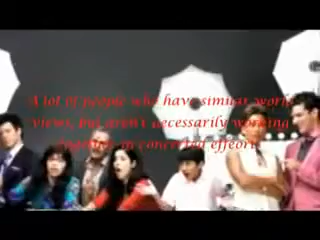 A lot of people who have similar world
views, but aren't necessarily working
together in concerted effeort.